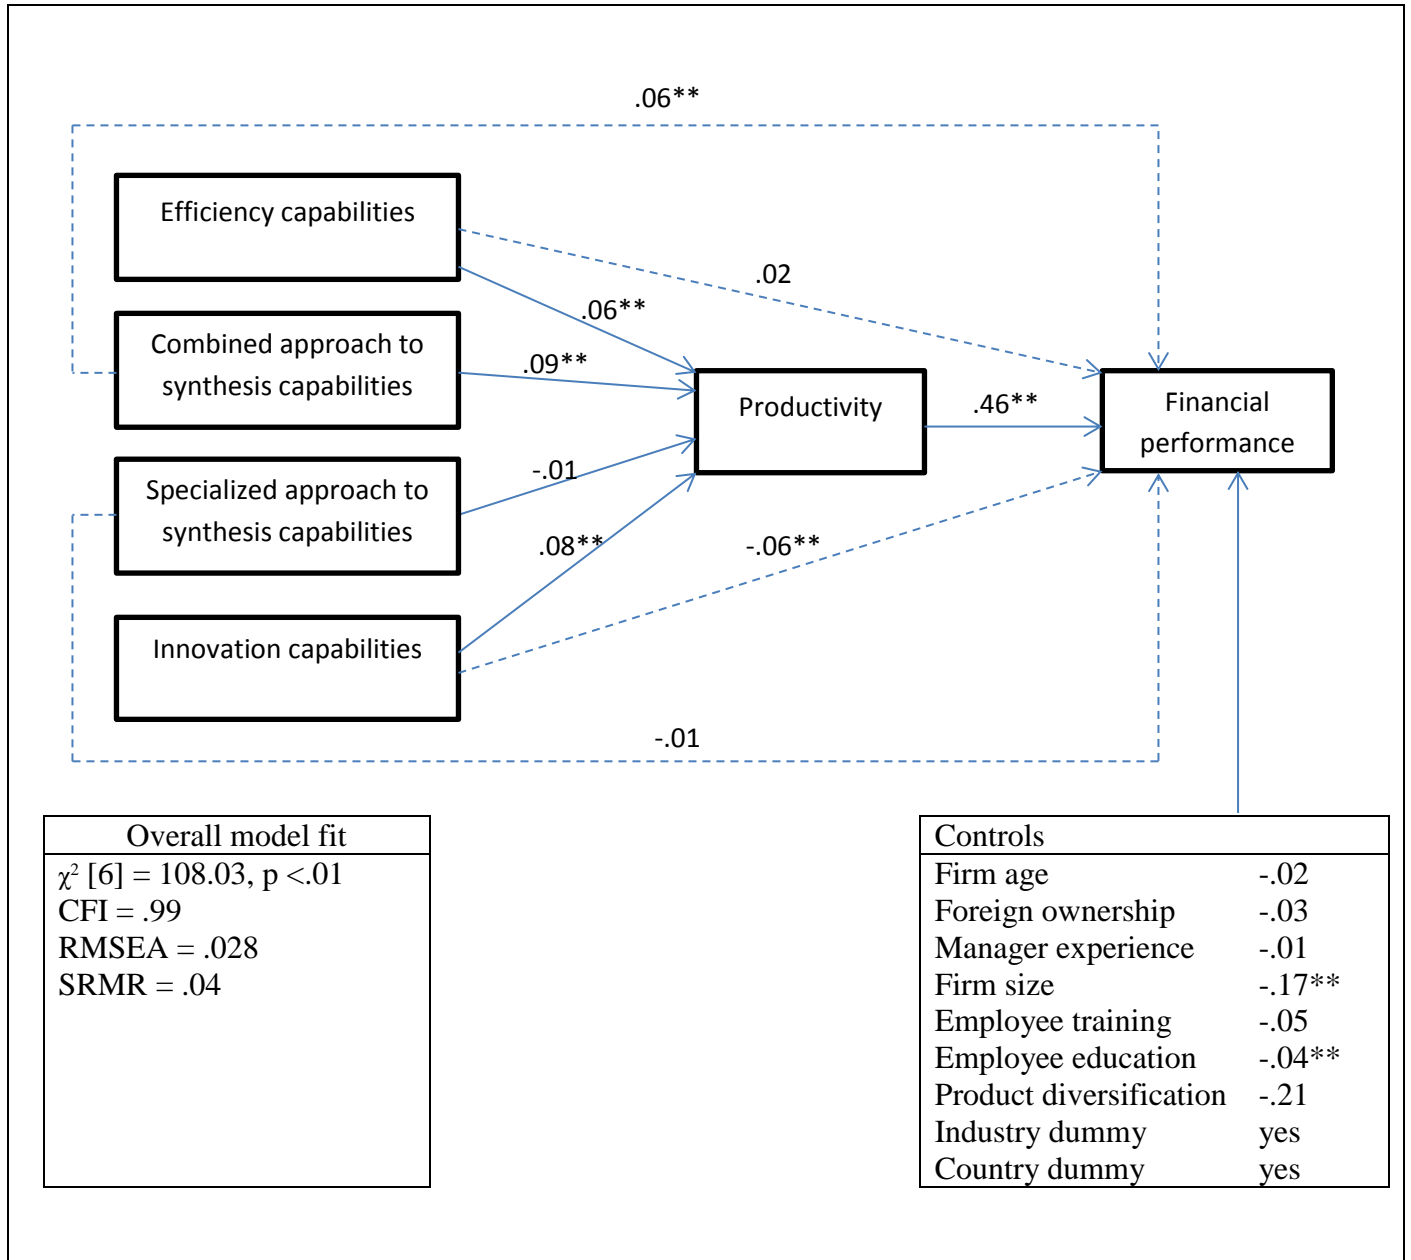 .06**
Efficiency capabilities
.02
.06**
Combined approach to
synthesis capabilities
.09**
Productivity
.46**
Financial
performance
Specialized approach to
synthesis capabilities
-.01
.08**
-.06**
Innovation capabilities
-.01
Overall model fit
χ² [6] = 108.03, p <.01
CFI = .99
RMSEA = .028
SRMR = .04
Controls
Firm age -.02
Foreign ownership -.03
Manager experience -.01
Firm size -.17**
Employee training -.05
Employee education -.04**
Product diversification -.21
Industry dummy yes
Country dummy yes